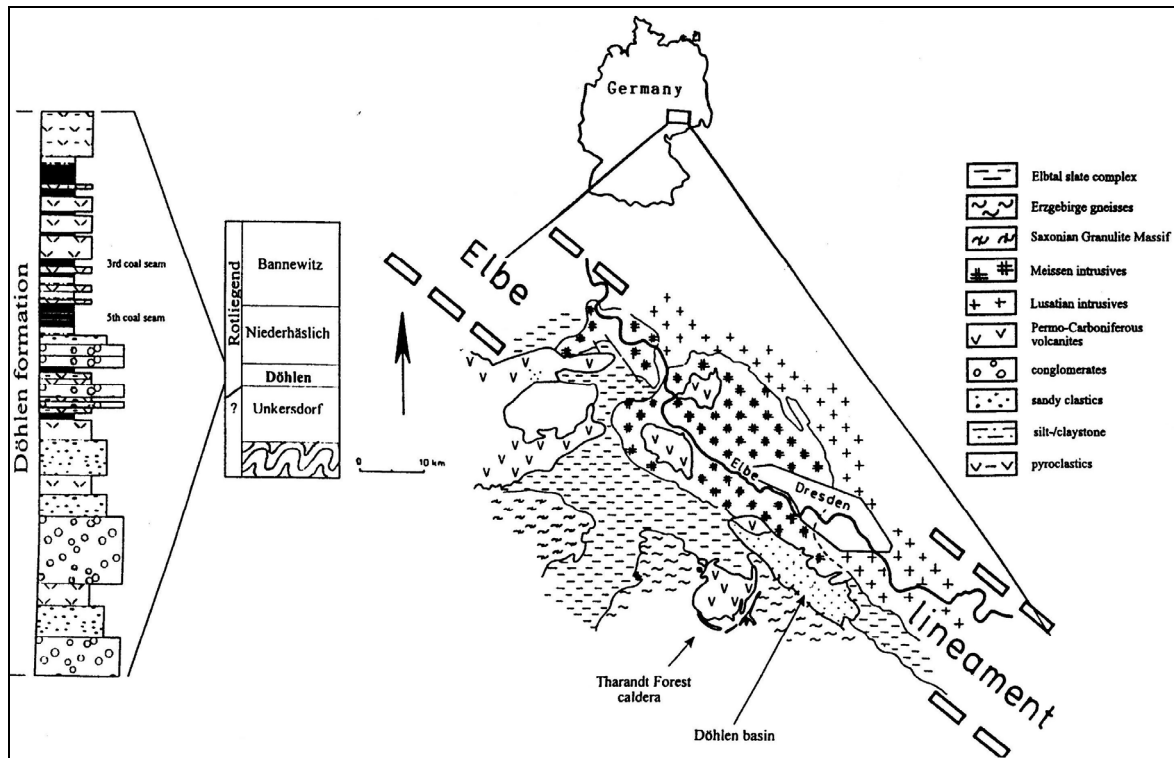 Döhlen formation
3rd coal seam
5th coal seam
Rotliegend
?
Bannewitz
Niederhäslich
Döhlen
Unkersdorf
Germany
Elbe
lineament
0
10 km
Elbe
Dresden
Tharandt Forest
caldera
Döhlen basin
Elbtal slate complex
Erzgebirge gneisses
Saxonian Granulite Massif
Meissen intrusives
Lusatian intrusives
Permo-Carboniferous
volcanites
conglomerates
sandy clastics
silt-/claystone
pyroclastics